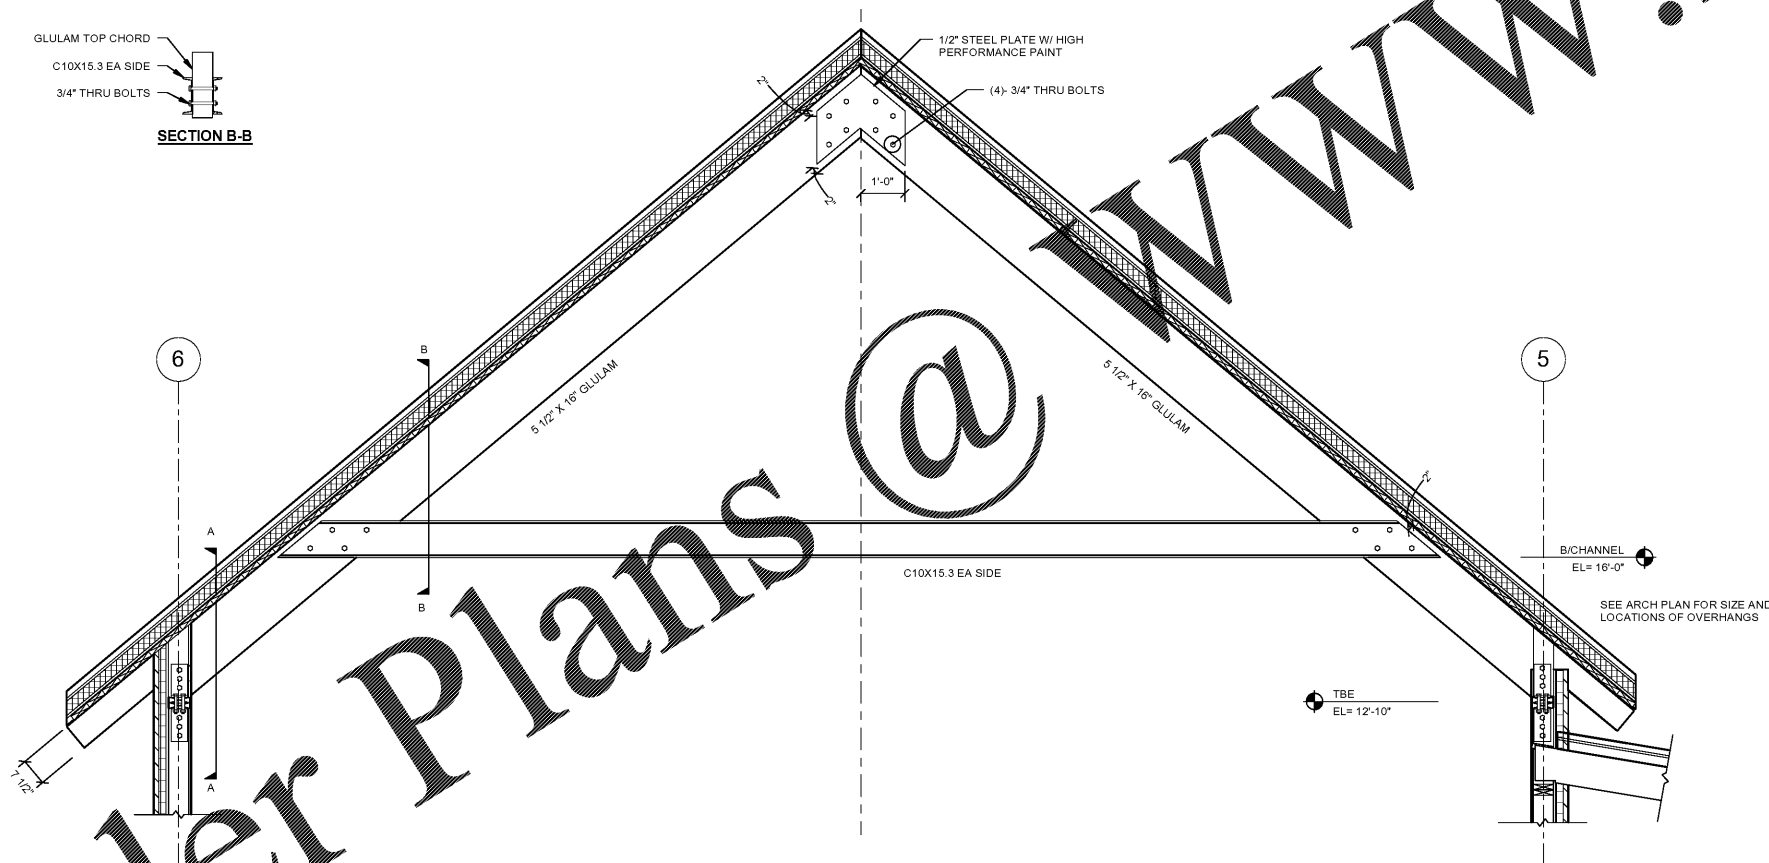 GLULAM TOP CHORD
C10X15.3 EA SIDE
3/4" THRU BOLTS
SECTION B-B
1/2" STEEL PLATE W/ HIGH
PERFORMANCE PAINT
(4)- 3/4" THRU BOLTS
2"
2"
1'-0"
6
5
B
5 1/2" X 16" GLULAM
5 1/2" X 16" GLULAM
2"
A
B/CHANNEL
EL= 16'-0"
C10X15.3 EA SIDE
B
SEE ARCH PLAN FOR SIZE AND
LOCATIONS OF OVERHANGS
TBE
EL= 12'-10"
7 1/2"
A
ler Plans @ www.